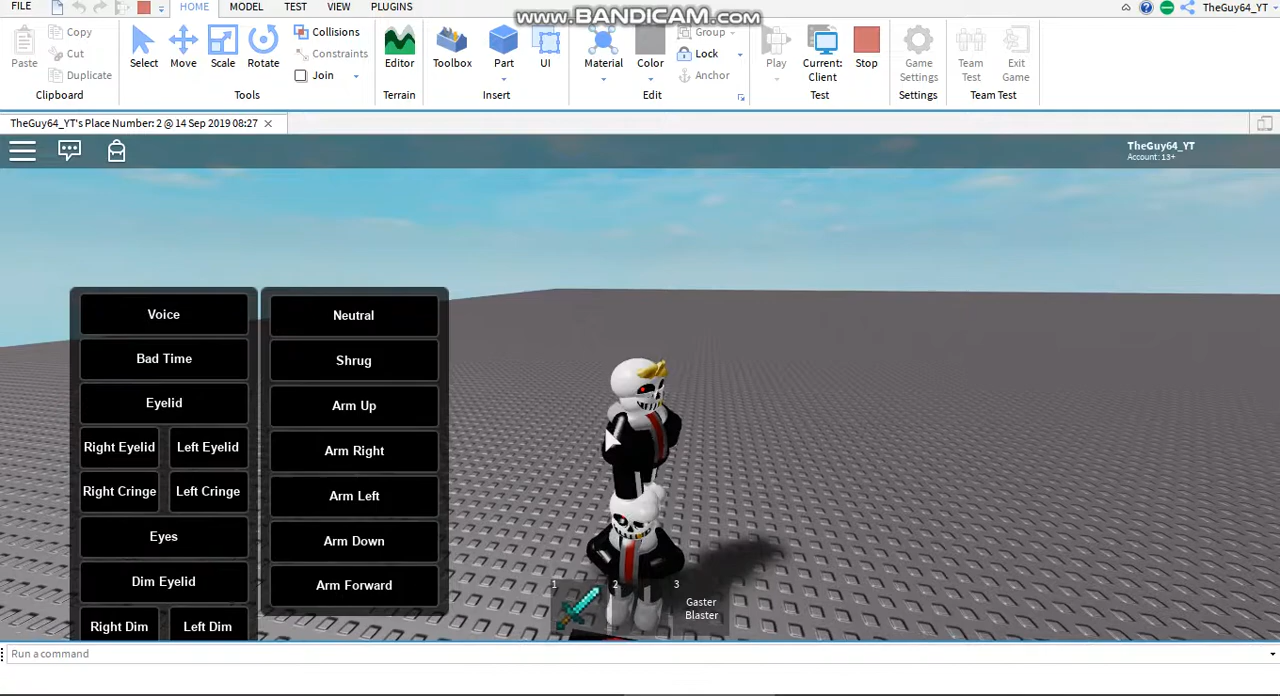 www.BANDICAM.com
FILE HOME MODEL TEST VIEW PLUGINS TheGuy64_YT
Paste Copy Cut Duplicate
Select Move Scale Rotate Collisions Constraints Join
Editor Toolbox Part UI Material Color Group Lock Anchor
Play Current: Client Stop Game Settings Team Test Exit Game
Clipboard Tools Terrain Insert Edit Test Settings Team Test
TheGuy64_YT's Place Number: 2 @ 14 Sep 2019 08:27
TheGuy64_YT
Account: 13+
Voice
Bad Time
Eyelid
Right Eyelid Left Eyelid
Right Cringe Left Cringe
Eyes
Dim Eyelid
Right Dim Left Dim
Neutral
Shrug
Arm Up
Arm Right
Arm Left
Arm Down
Arm Forward
1 2 3
Gaster
Blaster
Run a command